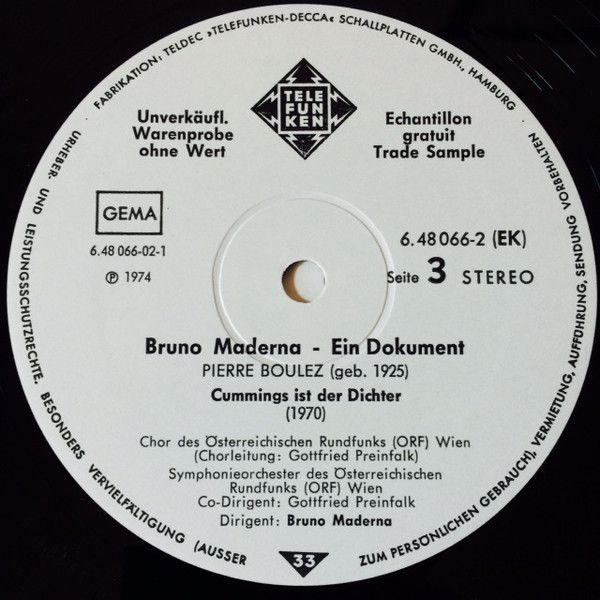 FABRIKATION: TELDEC »TELEFUNKEN-DECCA« SCHALLPLATTEN GMBH., HAMBURG
URHEBER- UND LEISTUNGSSCHUTZRECHTE, BESONDERS VERVIELFÄLTIGUNG (AUSSER ZUM PERSÖNLICHEN GEBRAUCH), VERMIETUNG, AUFFÜHRUNG, SENDUNG VORBEHALTEN
TELE
FUN
KEN
Unverkäufl.
Warenprobe
ohne Wert
Echantillon
gratuit
Trade Sample
GEMA
6.48 066-02-1
Ⓟ 1974
6.48 066-2 (EK)
Seite 3 STEREO
Bruno Maderna - Ein Dokument
PIERRE BOULEZ (geb. 1925)
Cummings ist der Dichter
(1970)
Chor des Österreichischen Rundfunks (ORF) Wien
(Chorleitung: Gottfried Preinfalk)
Symphonieorchester des Österreichischen
Rundfunks (ORF) Wien
Co-Dirigent: Gottfried Preinfalk
Dirigent: Bruno Maderna
33